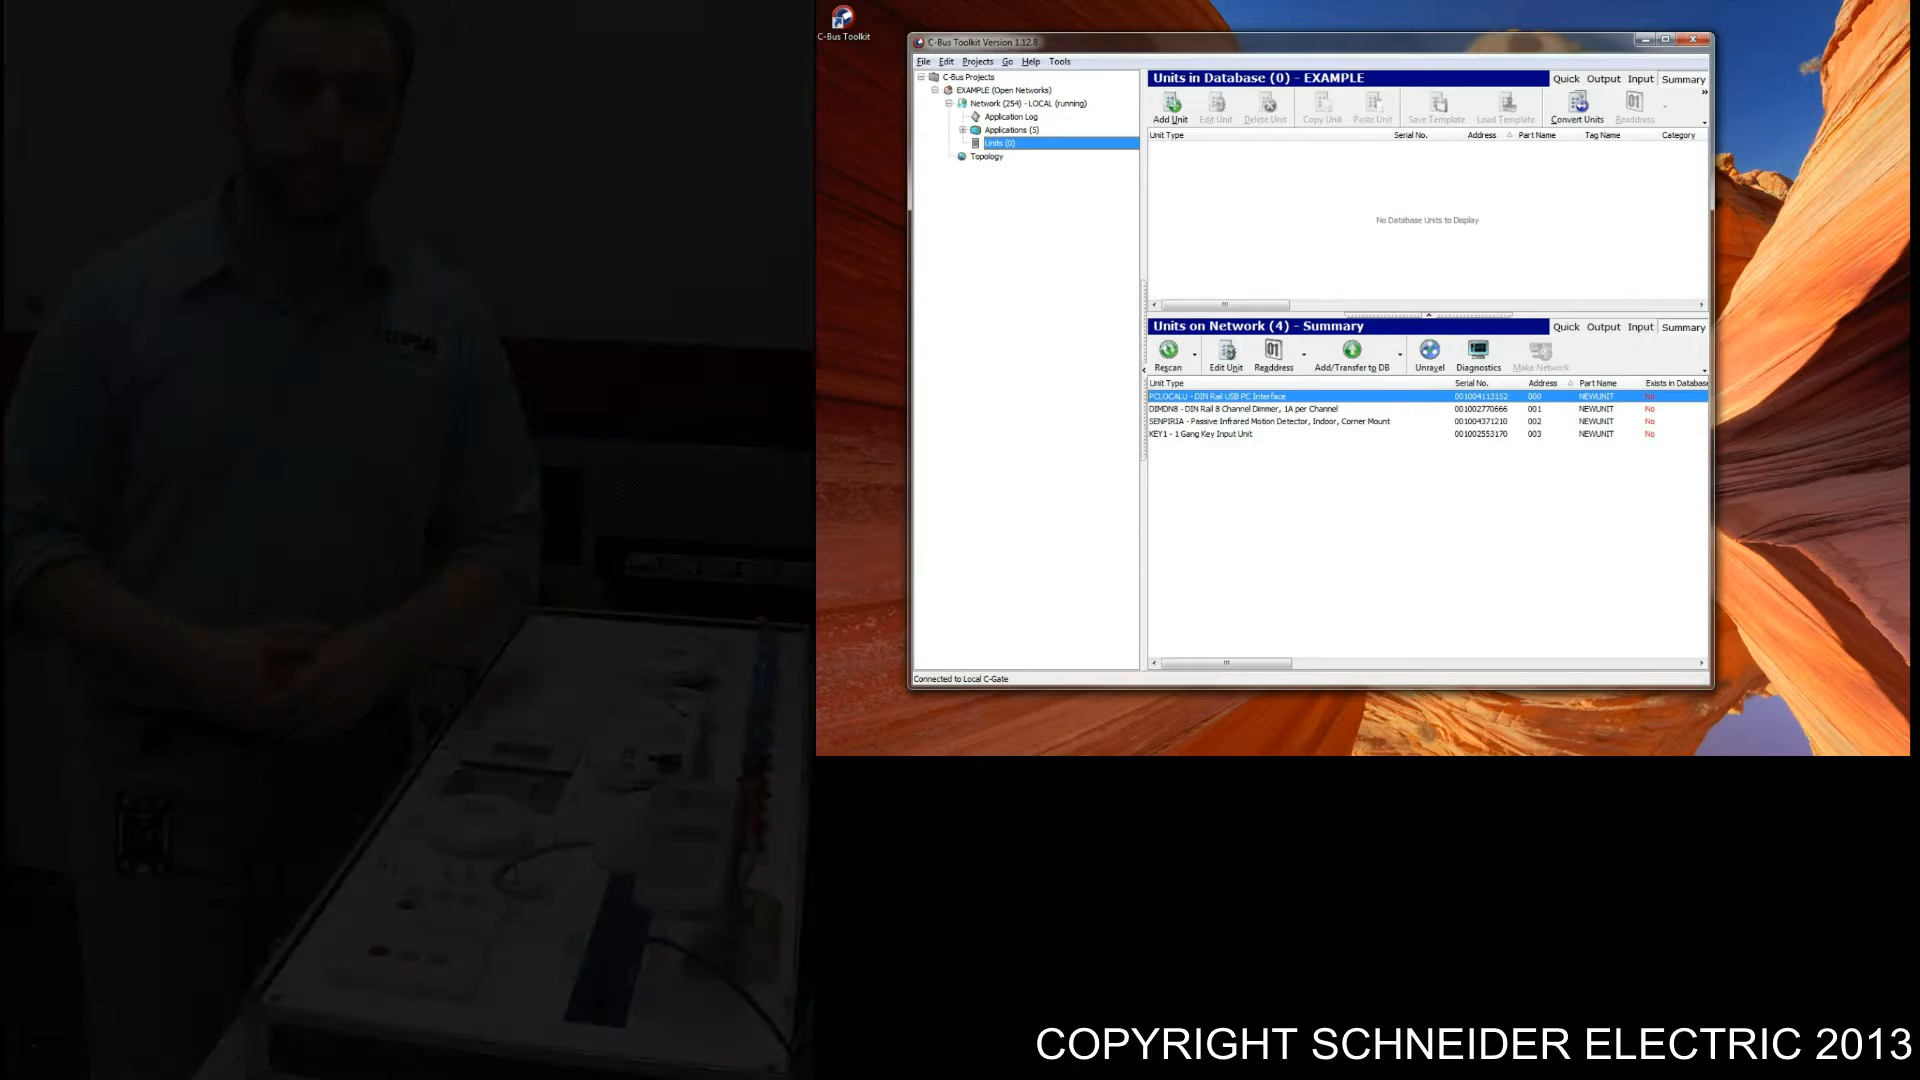 C-Bus Toolkit
C-Bus Toolkit Version 1.12.8
File Edit Projects Go Help Tools
C-Bus Projects
EXAMPLE (Open Networks)
Network (254) - LOCAL (running)
Application Log
Applications (5)
Units (0)
Topology
Units in Database (0) - EXAMPLE Quick Output Input Summary
Add Unit Edit Unit Delete Unit Copy Unit Paste Unit Save Template Load Template Convert Units Readdress
Unit Type Serial No. Address Part Name Tag Name Category
No Database Units to Display
Units on Network (4) - Summary Quick Output Input Summary
Rescan Edit Unit Readdress Add/Transfer to DB Unravel Diagnostics Make Network
Unit Type Serial No. Address Part Name Exists in Database
PCLOCALU - DIN Rail USB PC Interface 001004113152 000 NEWUNIT No
DIMDN8 - DIN Rail 8 Channel Dimmer, 1A per Channel 001002770666 001 NEWUNIT No
SENPIRIA - Passive Infrared Motion Detector, Indoor, Corner Mount 001004371210 002 NEWUNIT No
KEY1 - 1 Gang Key Input Unit 001002553170 003 NEWUNIT No
Connected to Local C-Gate
COPYRIGHT SCHNEIDER ELECTRIC 2013